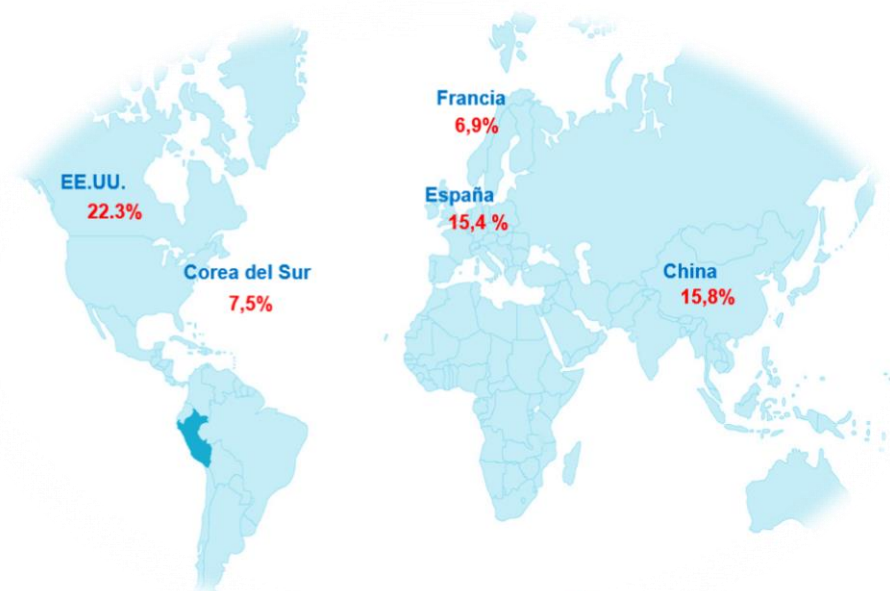 Francia
6,9%
EE.UU.
22.3%
España
15,4 %
Corea del Sur
7,5%
China
15,8%